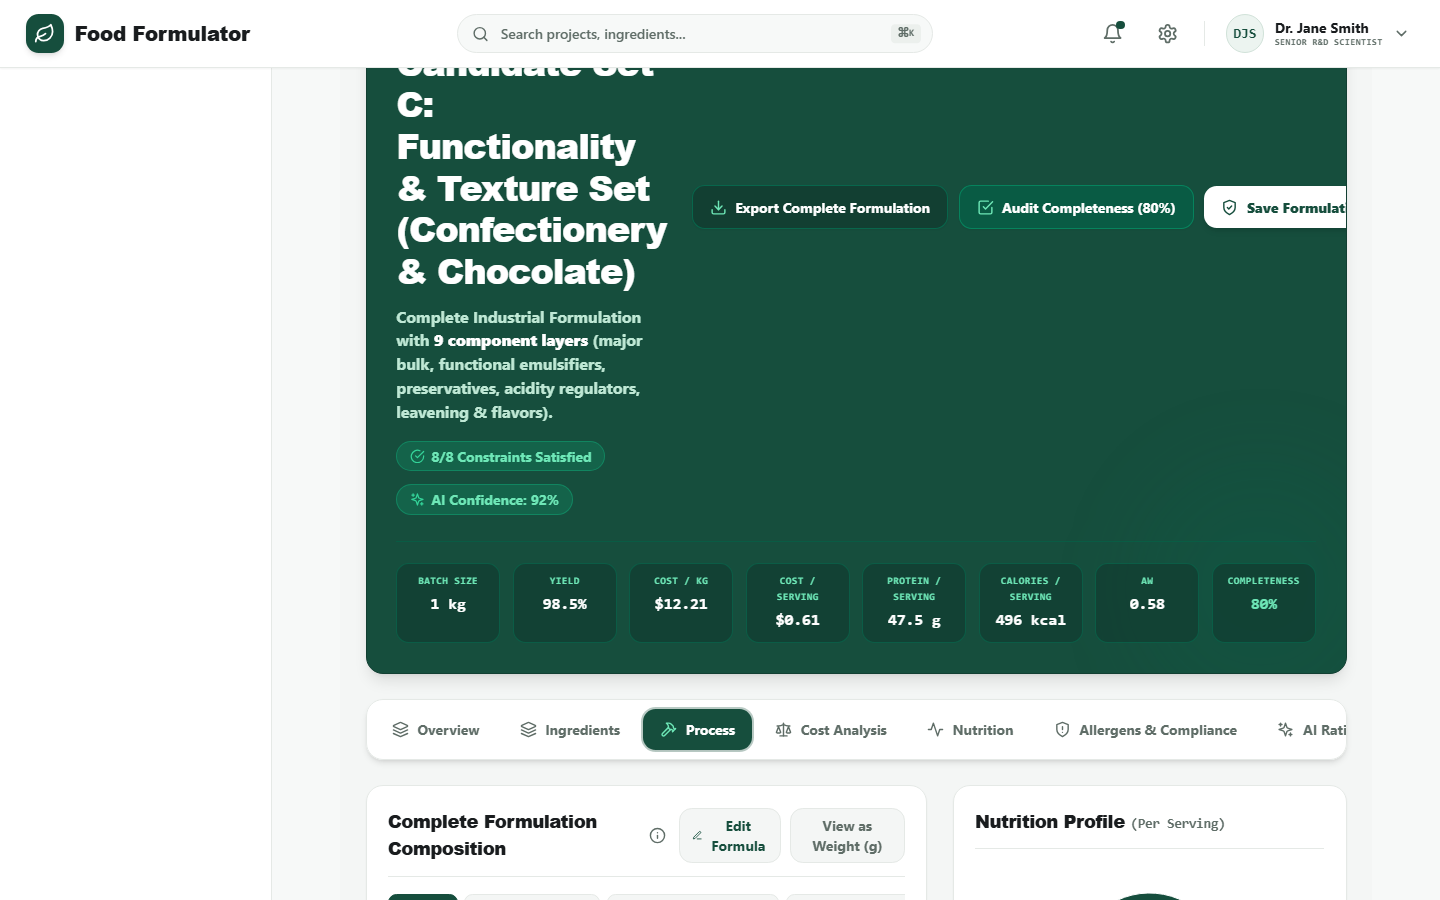 Food Formulator
Search projects, ingredients...
⌘K
DJS
Dr. Jane Smith
SENIOR R&D SCIENTIST
Candidate Set
C:
Functionality
& Texture Set
(Confectionery
& Chocolate)
Export Complete Formulation
Audit Completeness (80%)
Save Formulati
Complete Industrial Formulation
with 9 component layers (major
bulk, functional emulsifiers,
preservatives, acidity regulators,
leavening & flavors).
8/8 Constraints Satisfied
AI Confidence: 92%
BATCH SIZE
1 kg
YIELD
98.5%
COST / KG
$12.21
COST /
SERVING
$0.61
PROTEIN /
SERVING
47.5 g
CALORIES /
SERVING
496 kcal
AW
0.58
COMPLETENESS
80%
Overview
Ingredients
Process
Cost Analysis
Nutrition
Allergens & Compliance
AI Rati
Complete Formulation
Composition
Edit
Formula
View as
Weight (g)
Nutrition Profile (Per Serving)